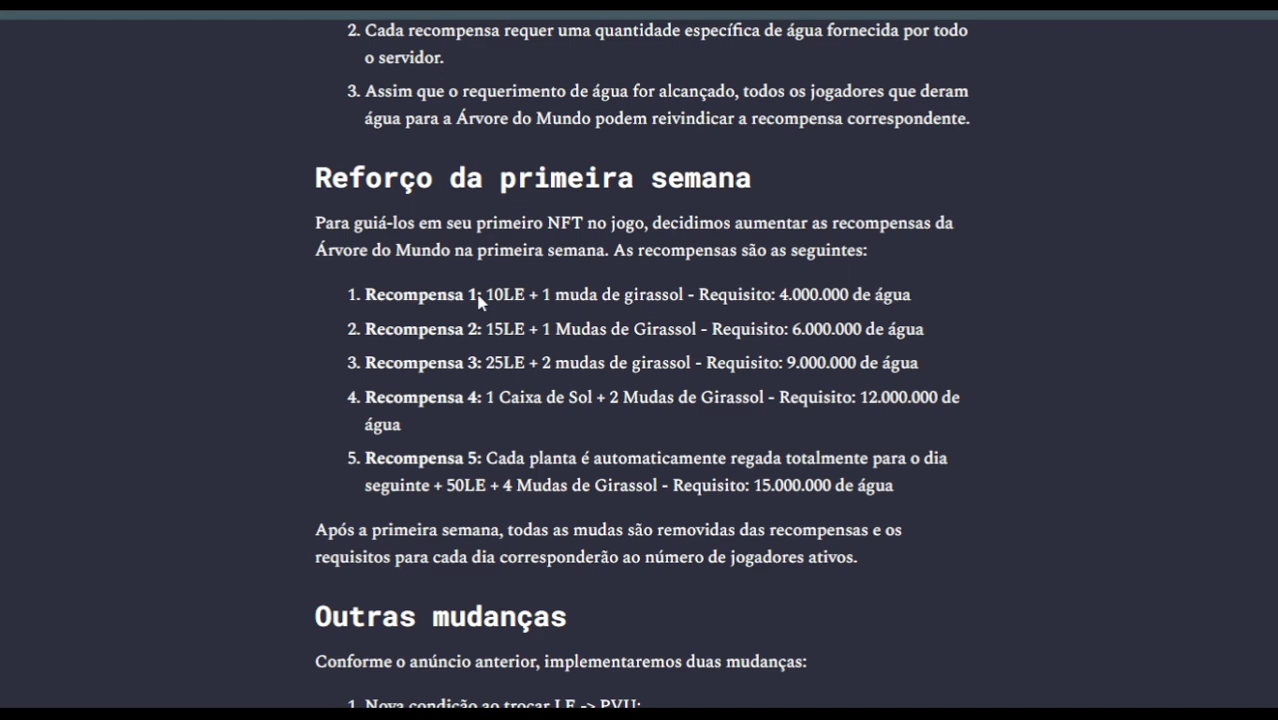 2. Cada recompensa requer uma quantidade específica de água fornecida por todo
o servidor.
3. Assim que o requerimento de água for alcançado, todos os jogadores que deram
água para a Árvore do Mundo podem reivindicar a recompensa correspondente.
Reforço da primeira semana
Para guiá-los em seu primeiro NFT no jogo, decidimos aumentar as recompensas da
Árvore do Mundo na primeira semana. As recompensas são as seguintes:
1. Recompensa 1: 10LE + 1 muda de girassol - Requisito: 4.000.000 de água
2. Recompensa 2: 15LE + 1 Mudas de Girassol - Requisito: 6.000.000 de água
3. Recompensa 3: 25LE + 2 mudas de girassol - Requisito: 9.000.000 de água
4. Recompensa 4: 1 Caixa de Sol + 2 Mudas de Girassol - Requisito: 12.000.000 de
água
5. Recompensa 5: Cada planta é automaticamente regada totalmente para o dia
seguinte + 50LE + 4 Mudas de Girassol - Requisito: 15.000.000 de água
Após a primeira semana, todas as mudas são removidas das recompensas e os
requisitos para cada dia corresponderão ao número de jogadores ativos.
Outras mudanças
Conforme o anúncio anterior, implementaremos duas mudanças:
1. Nova condição ao trocar LE -> PVU: